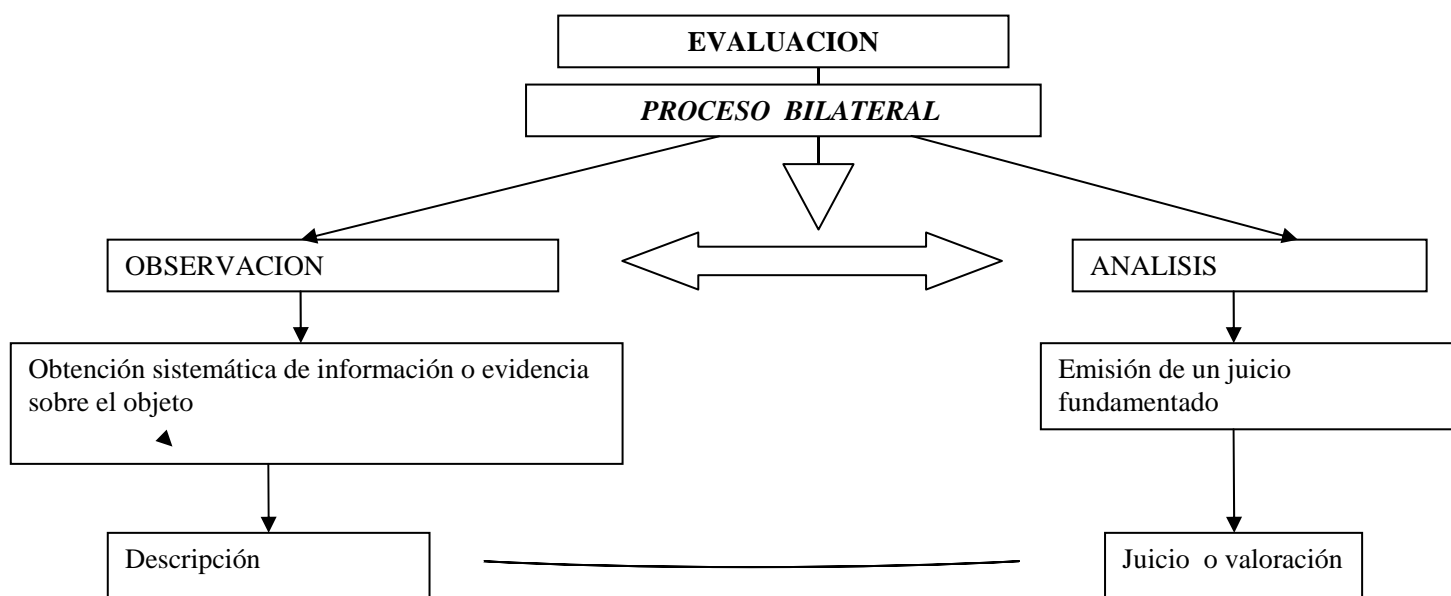 EVALUACION
PROCESO BILATERAL
OBSERVACION
ANALISIS
Obtención sistemática de información o evidencia
sobre el objeto
Emisión de un juicio
fundamentado
Descripción
Juicio o valoración